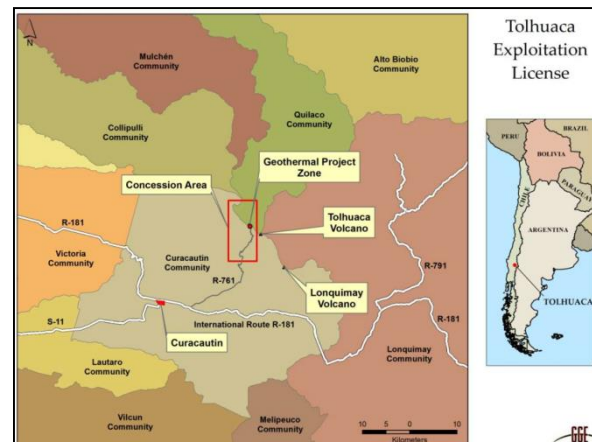 Tolhuaca
Exploitation
License
N
Mulchén
Community
Alto Biobio
Community
Quilaco
Community
Collipulli
Community
Geothermal Project
Zone
Concession Area
R-181
Tolhuaca
Volcano
Victoria
Community
Curacautin
Community
R-761
R-791
Lonquimay
Volcano
S-11
International Route R-181
R-181
Curacautin
Lautaro
Community
Lonquimay
Community
Vilcun
Community
Melipeuco
Community
10 5 0 10
Kilometers
PERU
BRAZIL
BOLIVIA
PARAGUAY
CHILE
ARGENTINA
TOLHUACA
GGE